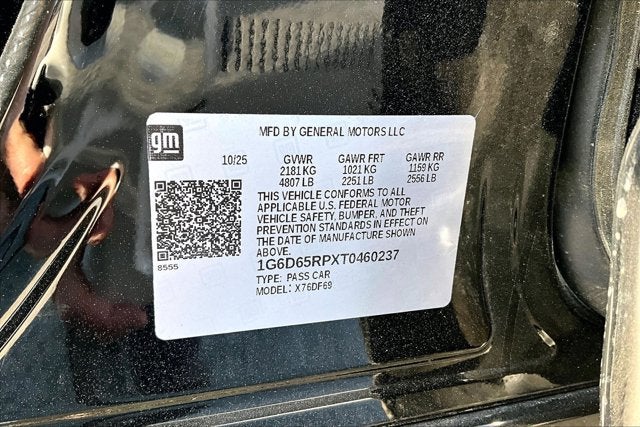 gm
MFD BY GENERAL MOTORS LLC
10/25 GVWR GAWR FRT GAWR RR
2181 KG 1021 KG 1159 KG
4807 LB 2251 LB 2556 LB
THIS VEHICLE CONFORMS TO ALL
APPLICABLE U.S. FEDERAL MOTOR
VEHICLE SAFETY, BUMPER, AND THEFT
PREVENTION STANDARDS IN EFFECT ON
THE DATE OF MANUFACTURE SHOWN
ABOVE.
8555
1G6D65RPXT0460237
TYPE: PASS CAR
MODEL: X76DF69